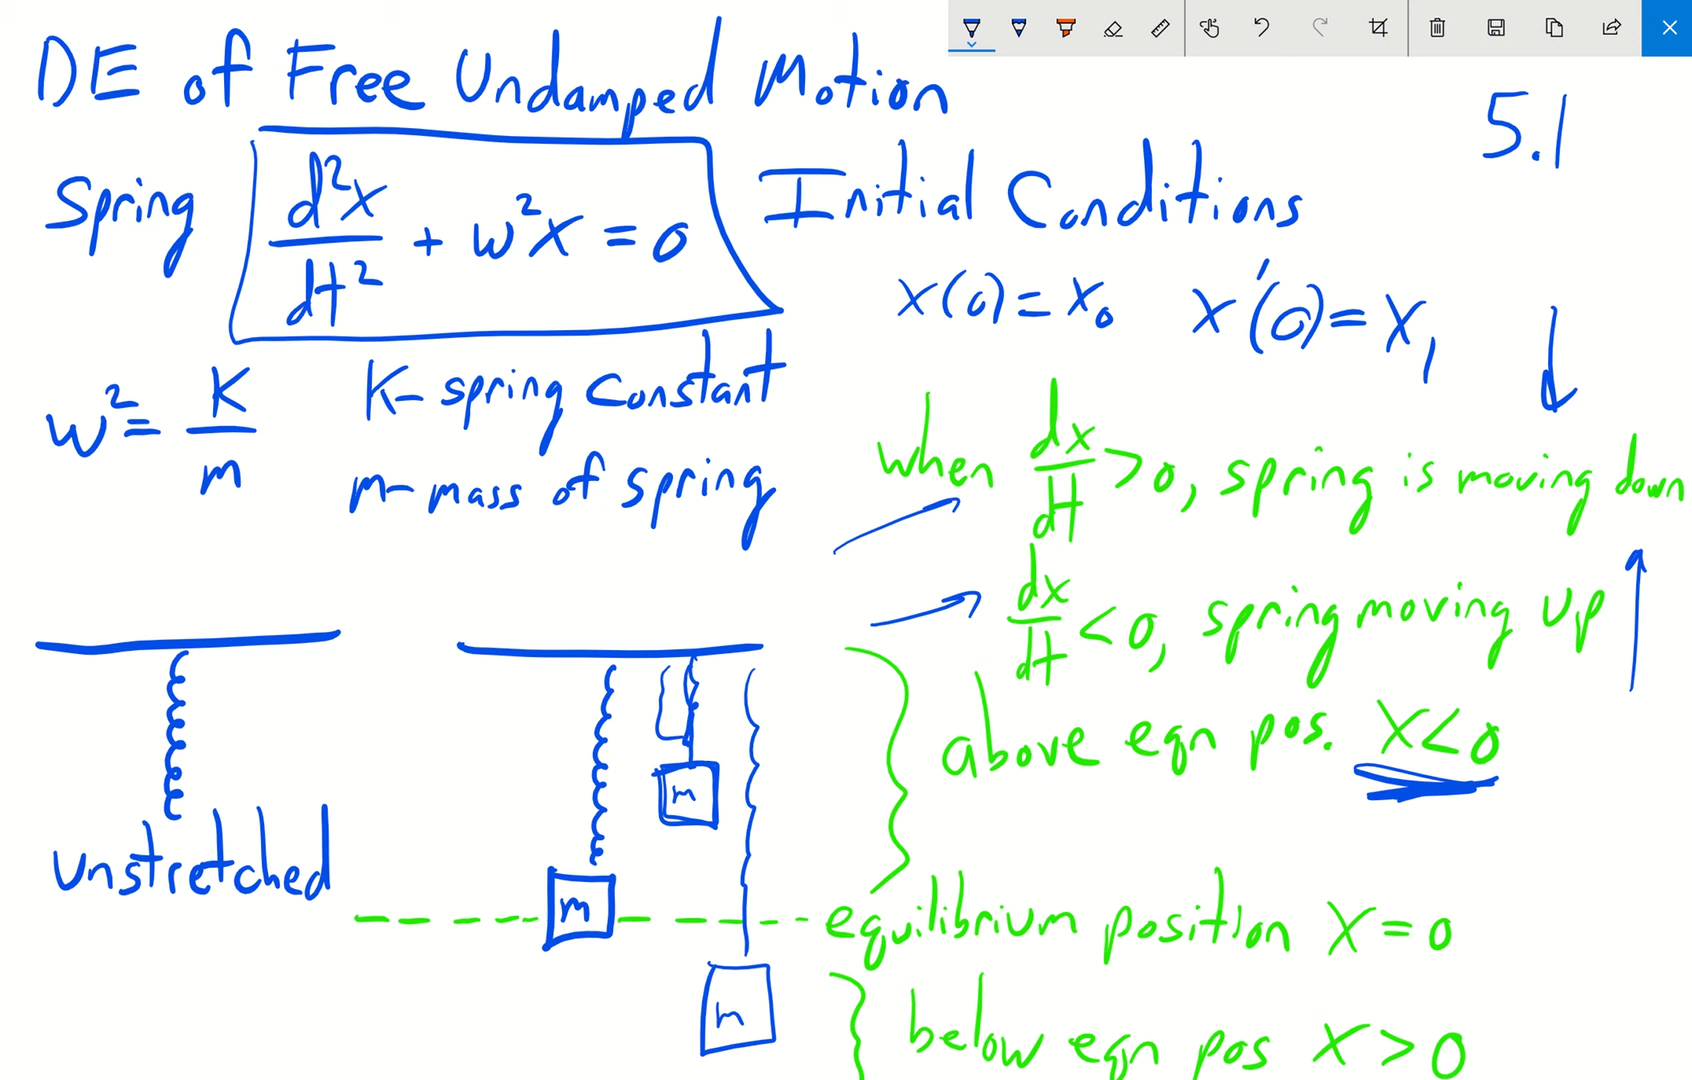 DE of Free Undamped Motion
5.1
Spring d²x/dt² + w²x = 0
Initial Conditions
x(0) = x₀ x'(0) = x₁
w² = K/m
K- spring constant
m- mass of spring
when dx/dt > 0, spring is moving down
dx/dt < 0, spring moving up
above eqn pos. X < 0
m
unstretched
m
equilibrium position X = 0
m
below eqn pos X > 0